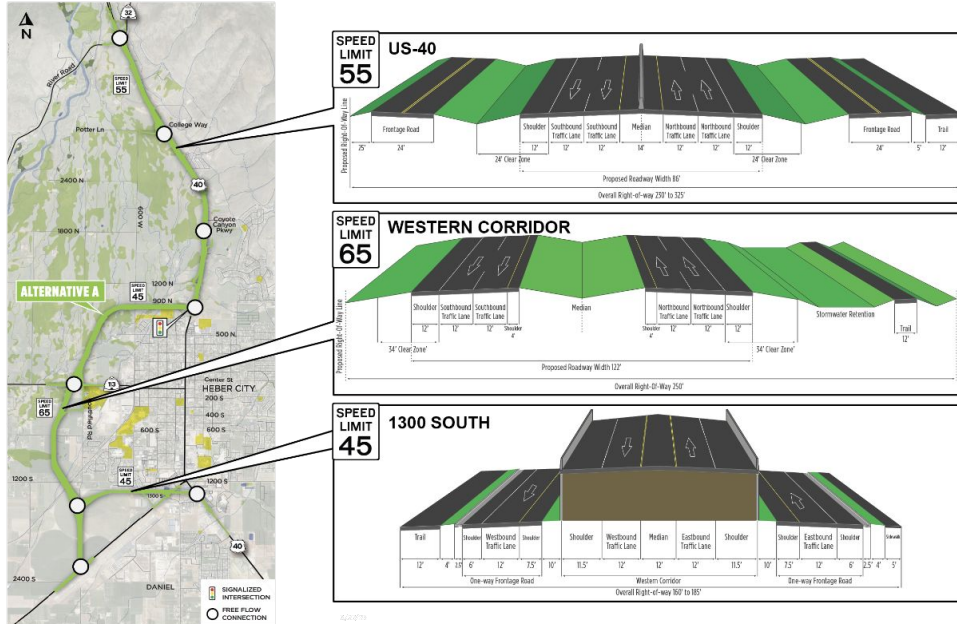 N
32
River Road
SPEED
LIMIT
55
College Way
Potter Ln
2400 N
40
600 W
Coyote
Canyon
Pkwy
1800 N
ALTERNATIVE A
SPEED
LIMIT
45
1200 N
900 N
500 N
113
Center St
HEBER CITY
200 S
400 S
600 S
600 S
SPEED
LIMIT
65
SPEED
LIMIT
45
1200 S
1300 S
1200 S
40
2400 S
DANIEL
SIGNALIZED
INTERSECTION
FREE FLOW
CONNECTION
SPEED
LIMIT
55
US-40
Proposed Right-Of-Way Line
Frontage Road
Shoulder
Southbound
Traffic Lane
Southbound
Traffic Lane
Median
Northbound
Traffic Lane
Northbound
Traffic Lane
Shoulder
Frontage Road
Trail
25' 24' 12' 12' 12' 14' 12' 12' 12' 24' 5' 12'
24' Clear Zone
24' Clear Zone
Proposed Roadway Width 86'
Overall Right-of-way 230' to 325'
SPEED
LIMIT
65
WESTERN CORRIDOR
Proposed Right-Of-Way Line
Shoulder
Southbound
Traffic Lane
Southbound
Traffic Lane
Shoulder
Median
Shoulder
Northbound
Traffic Lane
Northbound
Traffic Lane
Shoulder
Stormwater Retention
Trail
12' 12' 12' 4' 4' 12' 12' 12' 12'
34' Clear Zone'
34' Clear Zone'
Proposed Roadway Width 122'
Overall Right-Of-Way 250'
SPEED
LIMIT
45
1300 SOUTH
Trail
Shoulder
Westbound
Traffic Lane
Shoulder
Shoulder
Westbound
Traffic Lane
Median
Eastbound
Traffic Lane
Shoulder
Shoulder
Eastbound
Traffic Lane
Shoulder
Sidewalk
12' 4' 2.5' 6' 12' 7.5' 10' 11.5' 12' 12' 12' 11.5' 10' 7.5' 12' 6' 2.5' 4' 5'
One-way Frontage Road
Western Corridor
One-way Frontage Road
Overall Right-of-way 160' to 185'